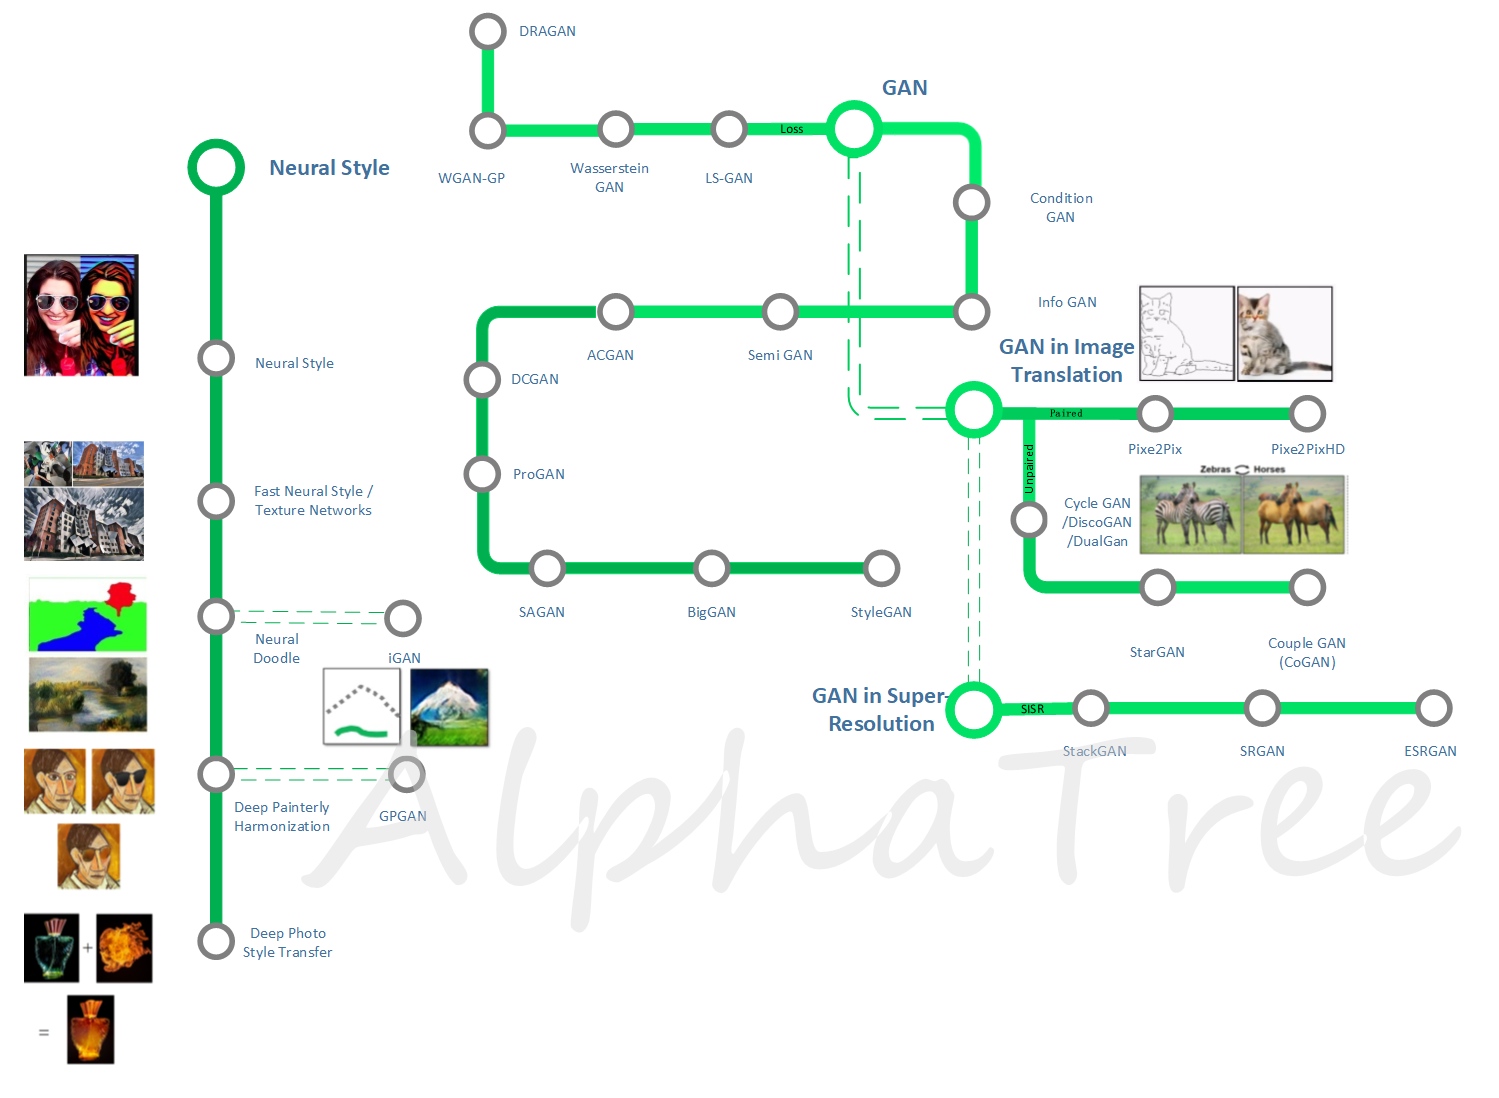 DRAGAN
GAN
Loss
WGAN-GP
Wasserstein
GAN
LS-GAN
Neural Style
Condition
GAN
Info GAN
ACGAN
Semi GAN
GAN in Image
Translation
Neural Style
DCGAN
Paired
Pixe2Pix
Pixe2PixHD
Unpaired
Zebras
Horses
ProGAN
Fast Neural Style /
Texture Networks
Cycle GAN
/DiscoGAN
/DualGan
SAGAN
BigGAN
StyleGAN
Neural
Doodle
iGAN
StarGAN
Couple GAN
(CoGAN)
GAN in Super-
Resolution
SISR
StackGAN
SRGAN
ESRGAN
Deep Painterly
Harmonization
GPGAN
AlphaTree
Deep Photo
Style Transfer
+
=